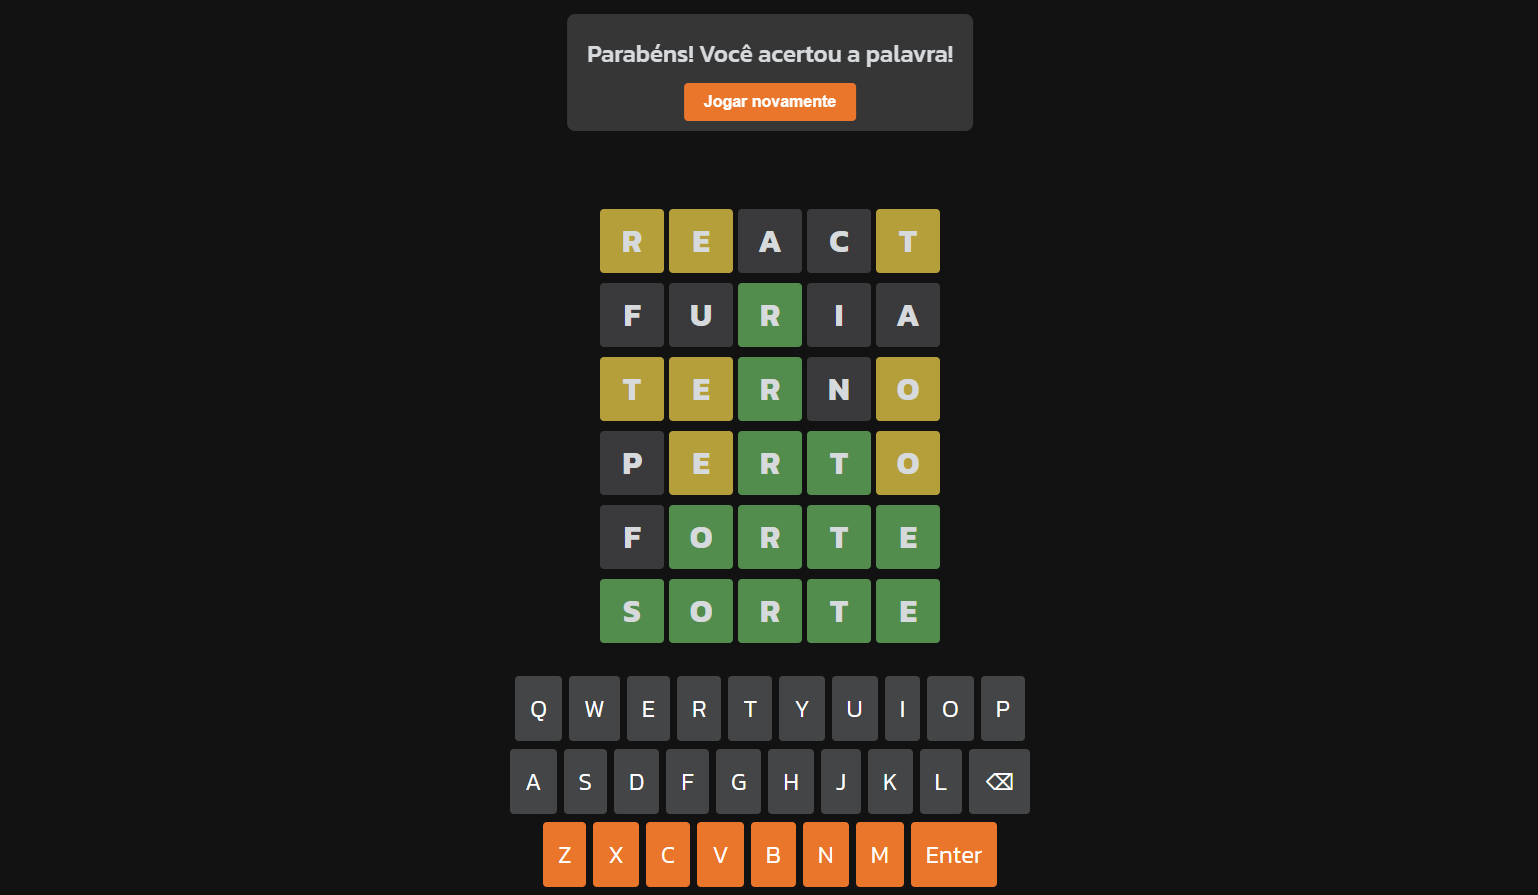 Parabéns! Você acertou a palavra!
Jogar novamente
R E A C T
F U R I A
T E R N O
P E R T O
F O R T E
S O R T E
Q W E R T Y U I O P
A S D F G H J K L ⌫
Z X C V B N M Enter